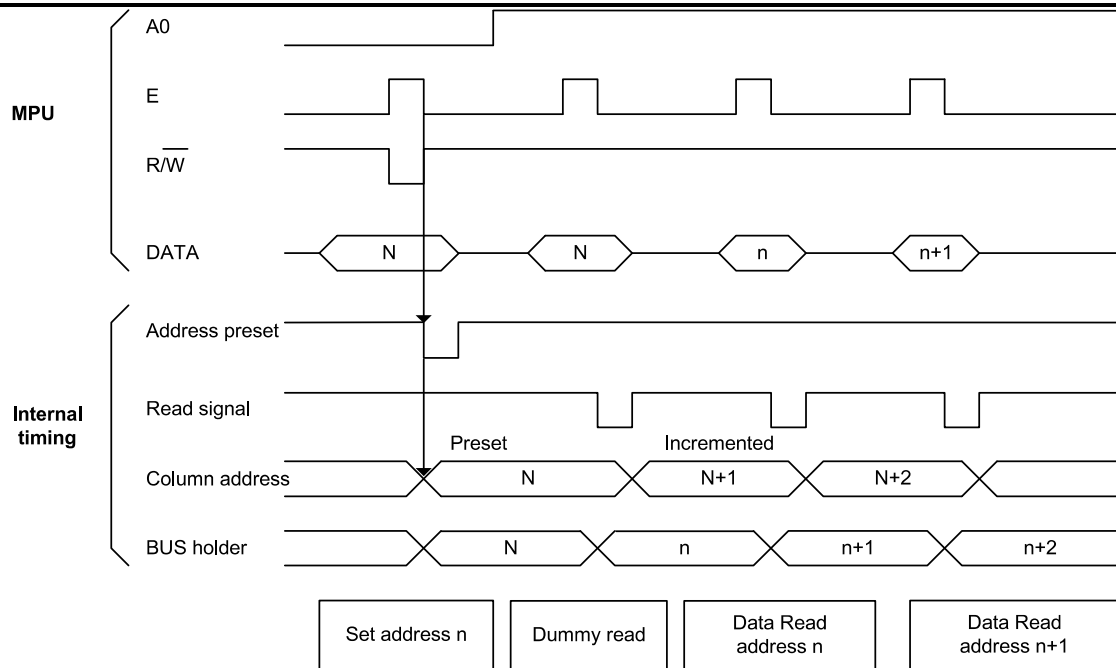 MPU
A0
E
R/W̅
DATA
N
N
n
n+1
Internal
timing
Address preset
Read signal
Preset
Incremented
Column address
N
N+1
N+2
BUS holder
N
n
n+1
n+2
Set address n
Dummy read
Data Read
address n
Data Read
address n+1